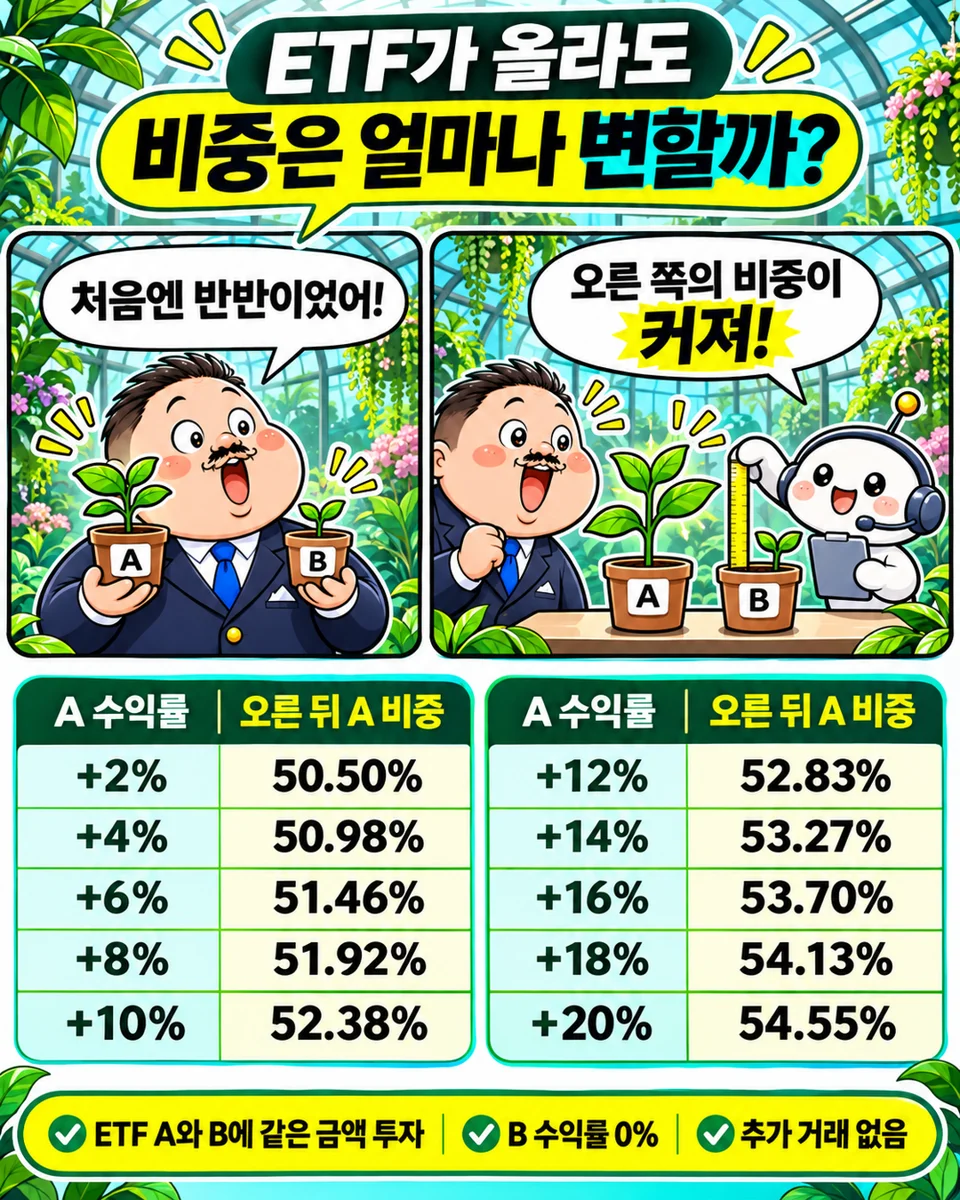 ETF가 올라도
비중은 얼마나 변할까?
처음엔 반반이었어!
A
B
오른 쪽의 비중이
커져!
A
B
A 수익률 | 오른 뒤 A 비중
+2% 50.50%
+4% 50.98%
+6% 51.46%
+8% 51.92%
+10% 52.38%
A 수익률 | 오른 뒤 A 비중
+12% 52.83%
+14% 53.27%
+16% 53.70%
+18% 54.13%
+20% 54.55%
ETF A와 B에 같은 금액 투자 | B 수익률 0% | 추가 거래 없음